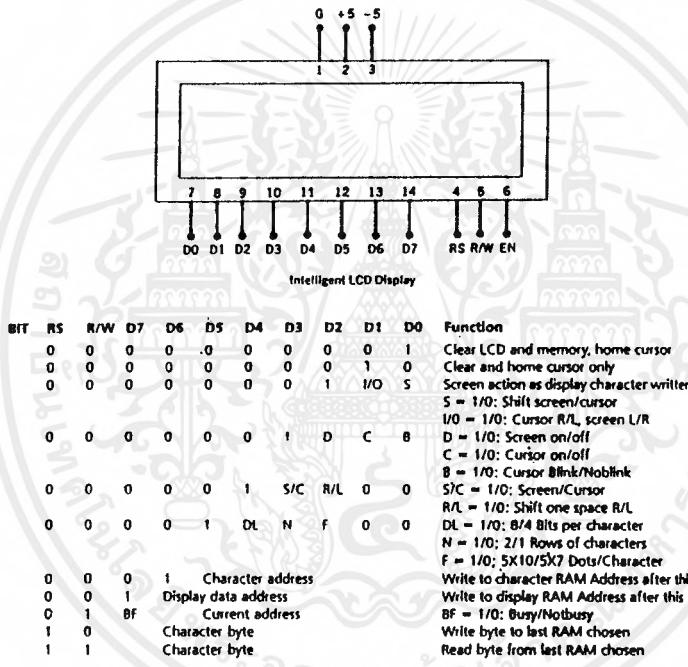 0 +5 -5
1 2 3
7 8 9 10 11 12 13 14 4 5 6
D0 D1 D2 D3 D4 D5 D6 D7 RS R/W EN
Intelligent LCD Display
BIT RS R/W D7 D6 D5 D4 D3 D2 D1 D0 Function
0 0 0 0 0 0 0 0 0 1 Clear LCD and memory, home cursor
0 0 0 0 0 0 0 0 1 0 Clear and home cursor only
0 0 0 0 0 0 0 1 I/O S Screen action as display character writter
S = 1/0: Shift screen/cursor
I/0 = 1/0: Cursor R/L, screen L/R
0 0 0 0 0 0 1 D C B D = 1/0: Screen on/off
C = 1/0: Cursor on/off
B = 1/0: Cursor Blink/Noblink
0 0 0 0 0 1 S/C R/L 0 0 S/C = 1/0: Screen/Cursor
R/L = 1/0: Shift one space R/L
0 0 0 0 1 DL N F 0 0 DL = 1/0: 8/4 Bits per character
N = 1/0; 2/1 Rows of characters
F = 1/0; 5X10/5X7 Dots/Character
0 0 0 1 Character address Write to character RAM Address after thi
0 0 1 Display data address Write to display RAM Address after this
0 1 BF Current address BF = 1/0: Busy/Notbusy
1 0 Character byte Write byte to last RAM chosen
1 1 Character byte Read byte from last RAM chosen